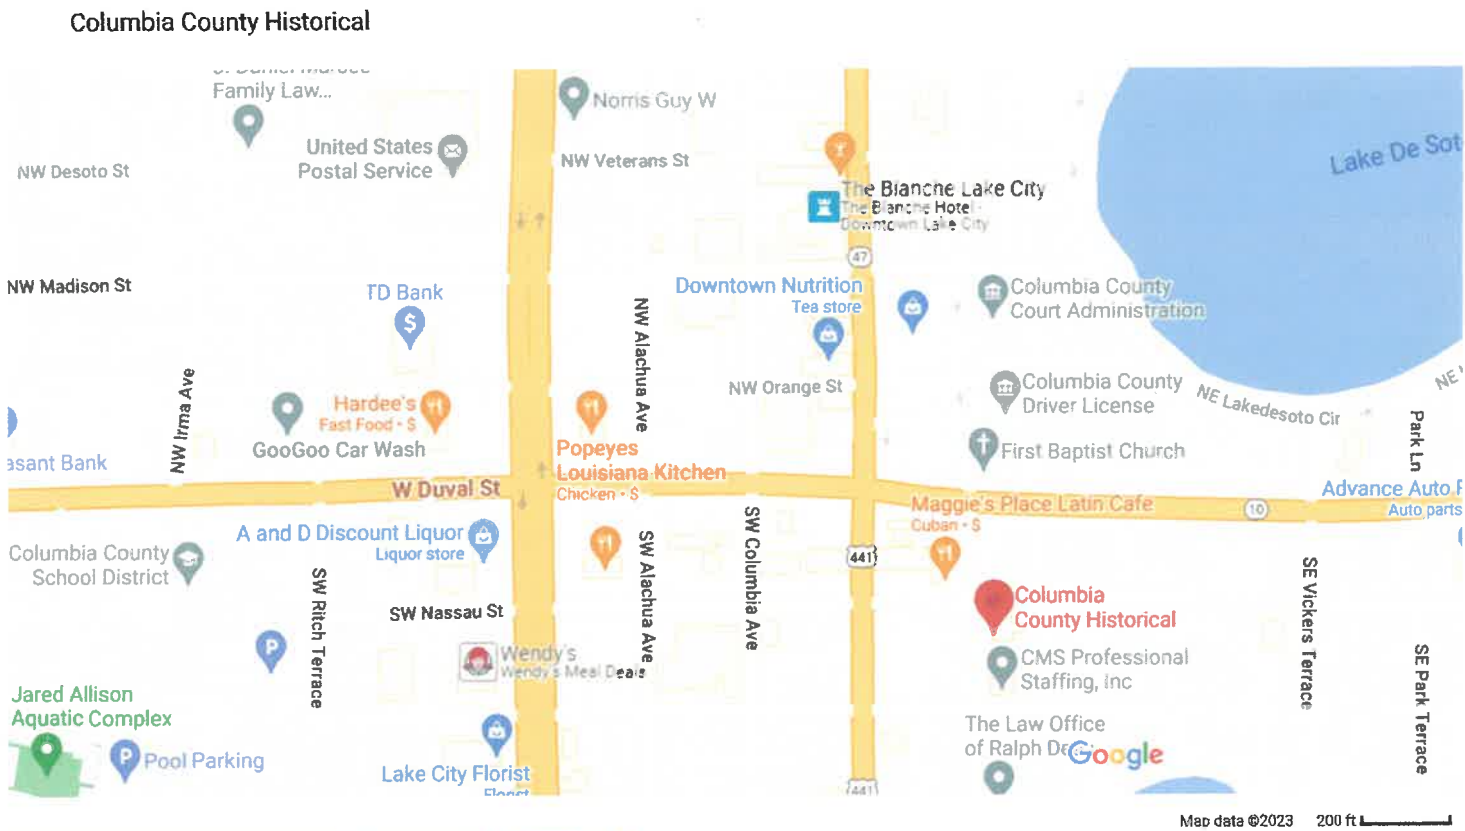 Columbia County Historical
Family Law...
Norris Guy W
United States
Postal Service
NW Veterans St
NW Desoto St
Lake De Sot
The Blanche Lake City
The Blanche Hotel
Downtown Lake City
47
NW Madison St
TD Bank
Downtown Nutrition
Tea store
Columbia County
Court Administration
NW Alachua Ave
NW Irma Ave
NW Orange St
Columbia County
Driver License
NE Lakedesoto Cir
NE
Park Ln
Hardee's
Fast Food · $
GooGoo Car Wash
Popeyes
Louisiana Kitchen
Chicken · $
First Baptist Church
asant Bank
W Duval St
Maggie's Place Latin Cafe
Cuban · $
10
Advance Auto
Auto parts
A and D Discount Liquor
Liquor store
Columbia County
School District
SW Ritch Terrace
SW Nassau St
SW Alachua Ave
SW Columbia Ave
441
Columbia
County Historical
SE Vickers Terrace
SE Park Terrace
P
Wendy's
Wendy's Meal Deals
CMS Professional
Staffing, Inc
Jared Allison
Aquatic Complex
P
Pool Parking
Lake City Florist
Florist
The Law Office
of Ralph
Google
441
Map data ©2023
200 ft